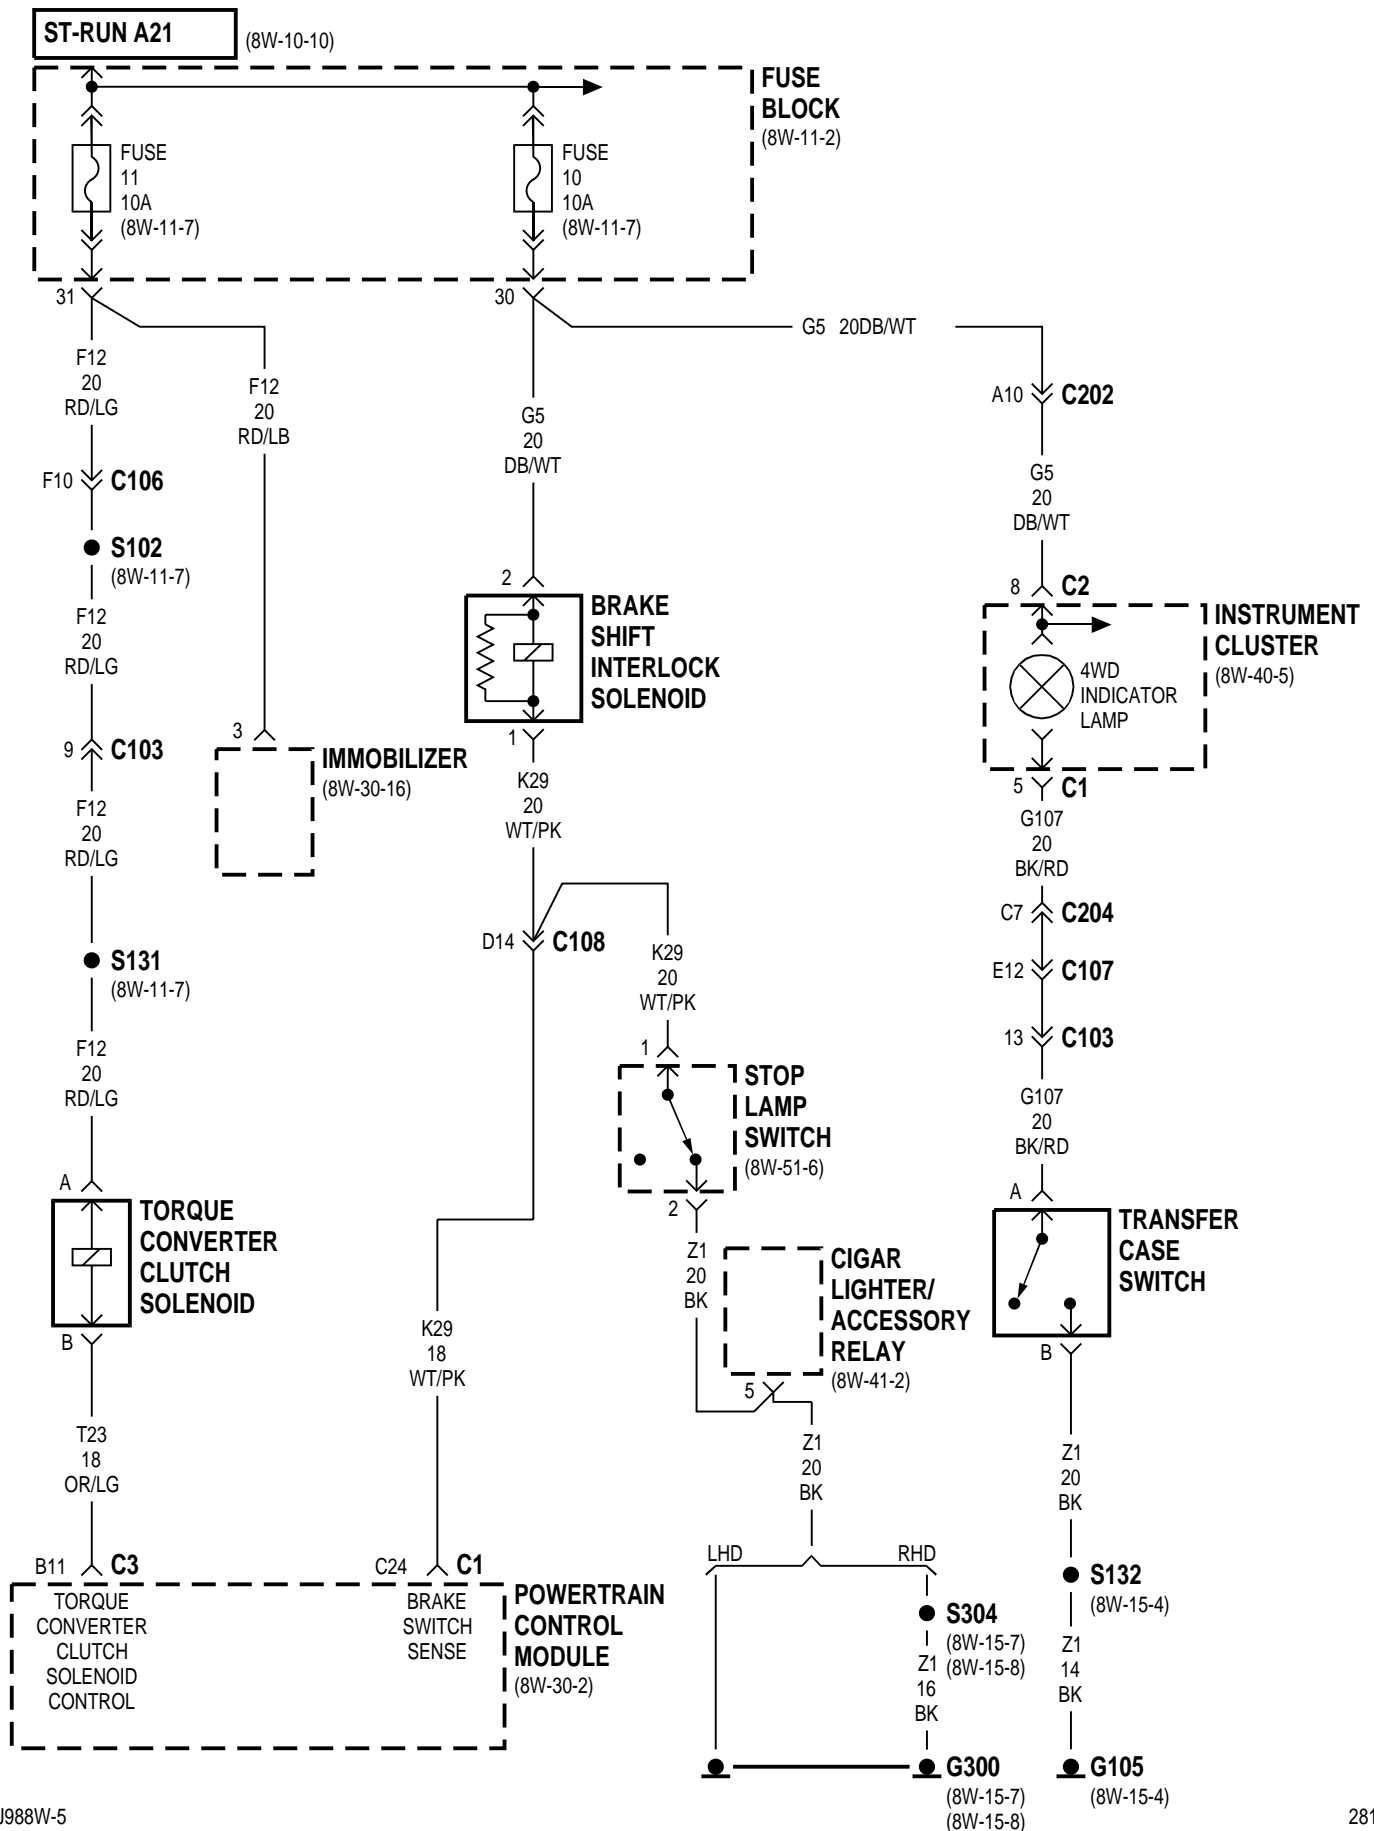 ST-RUN A21
(8W-10-10)
FUSE
BLOCK
(8W-11-2)
FUSE
11
10A
(8W-11-7)
FUSE
10
10A
(8W-11-7)
31
30
F12
20
RD/LG
F12
20
RD/LB
G5
20
DB/WT
G5 20DB/WT
A10
C202
G5
20
DB/WT
F10
C106
S102
(8W-11-7)
F12
20
RD/LG
9
C103
F12
20
RD/LG
3
IMMOBILIZER
(8W-30-16)
2
BRAKE
SHIFT
INTERLOCK
SOLENOID
1
K29
20
WT/PK
8
C2
INSTRUMENT
CLUSTER
(8W-40-5)
4WD
INDICATOR
LAMP
5
C1
G107
20
BK/RD
C7
C204
E12
C107
13
C103
G107
20
BK/RD
S131
(8W-11-7)
F12
20
RD/LG
D14
C108
K29
20
WT/PK
1
STOP
LAMP
SWITCH
(8W-51-6)
2
Z1
20
BK
A
TORQUE
CONVERTER
CLUTCH
SOLENOID
B
T23
18
OR/LG
K29
18
WT/PK
CIGAR
LIGHTER/
ACCESSORY
RELAY
(8W-41-2)
5
Z1
20
BK
A
TRANSFER
CASE
SWITCH
B
Z1
20
BK
B11
C3
C24
C1
TORQUE
CONVERTER
CLUTCH
SOLENOID
CONTROL
BRAKE
SWITCH
SENSE
POWERTRAIN
CONTROL
MODULE
(8W-30-2)
LHD
RHD
S304
(8W-15-7)
(8W-15-8)
Z1
16
BK
G300
(8W-15-7)
(8W-15-8)
S132
(8W-15-4)
Z1
14
BK
G105
(8W-15-4)
J988W-5
281